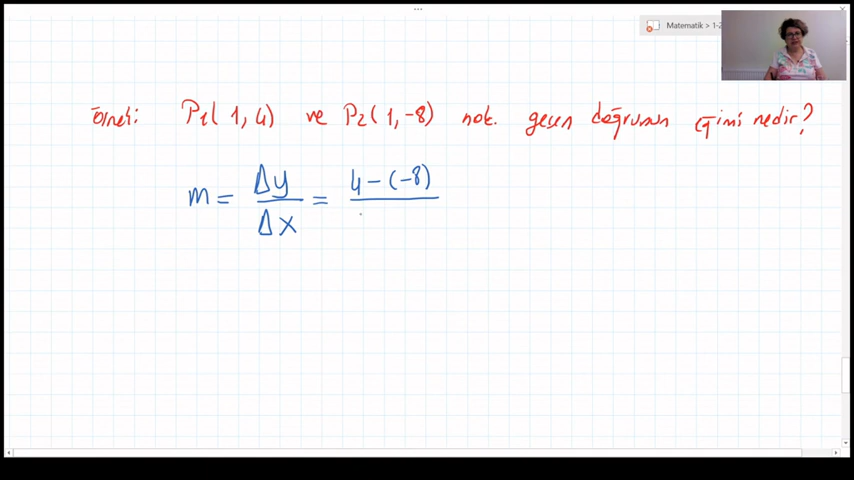 Matematik > 1-2
örnek: P₁(1, 4) ve P₂(1, -8) nok. geçen doğrunun eğimi nedir?
m = Δy/Δx = 4 - (-8)